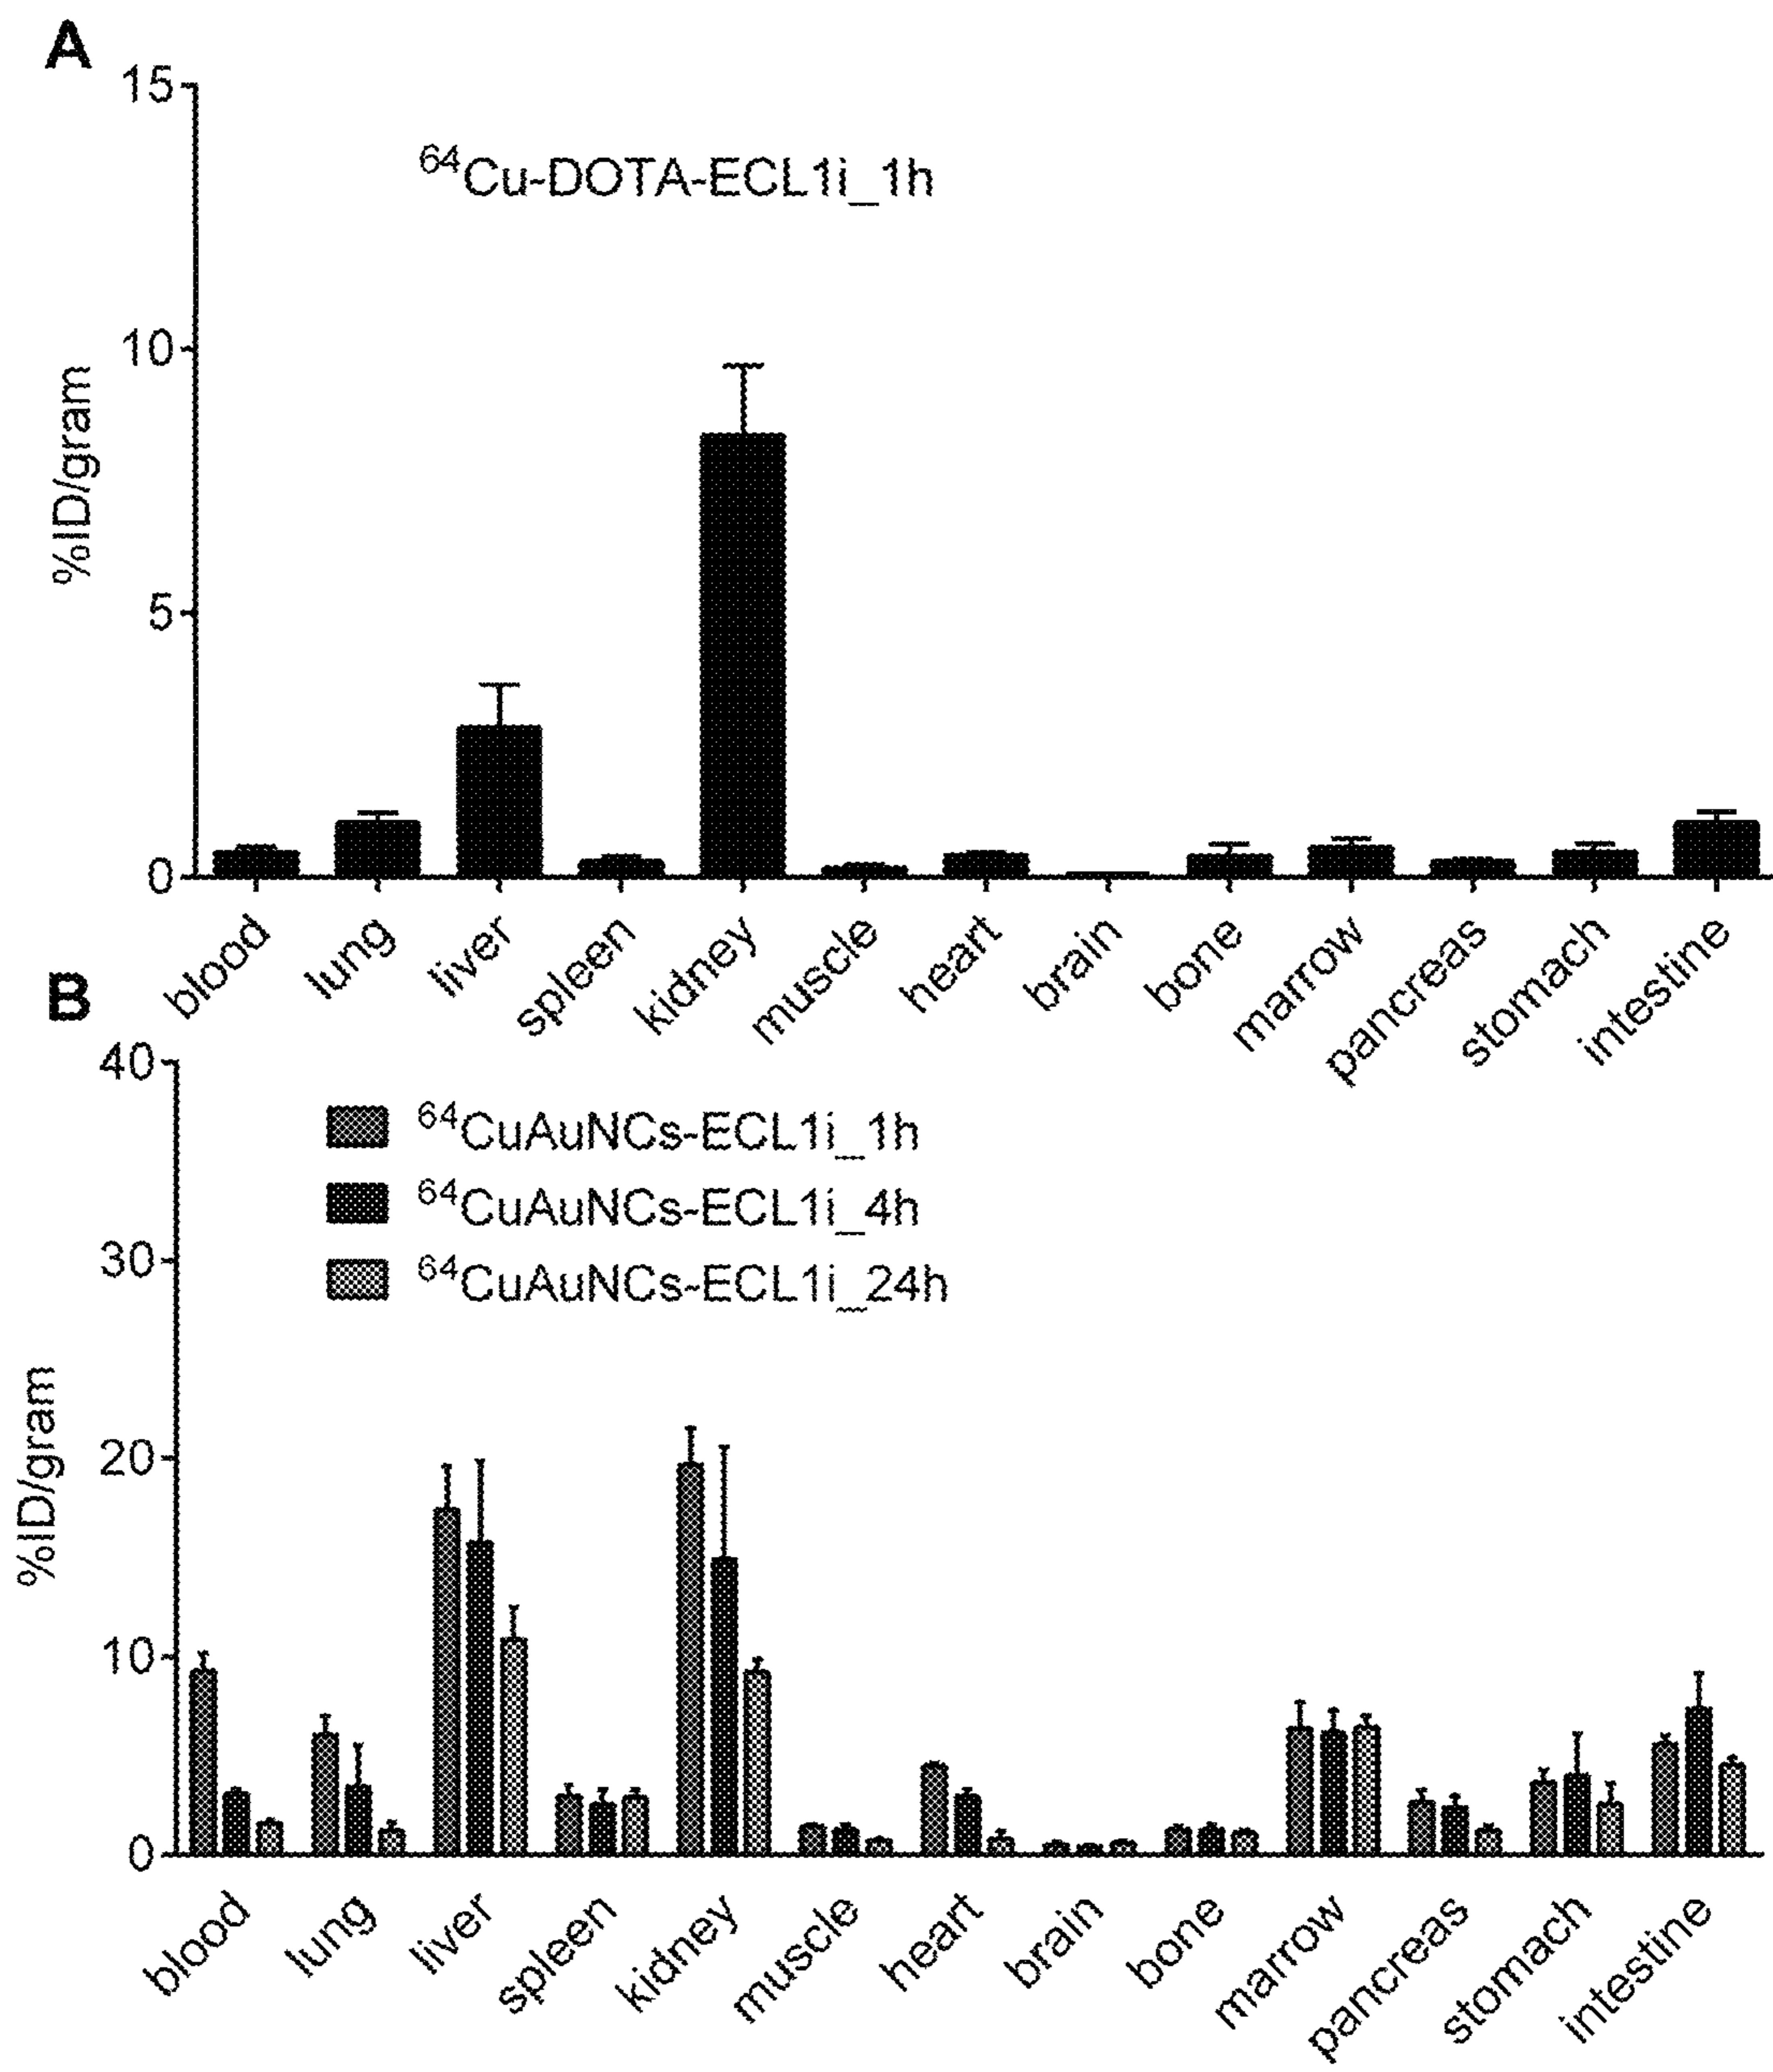 A
15
64Cu-DOTA-ECL1i_1h
10
%ID/gram
5
0
blood lung liver spleen kidney muscle heart brain bone marrow pancreas stomach intestine
B
40
64CuAuNCs-ECL1i_1h
64CuAuNCs-ECL1i_4h
30
64CuAuNCs-ECL1i_24h
%ID/gram
20
10
0
blood lung liver spleen kidney muscle heart brain bone marrow pancreas stomach intestine